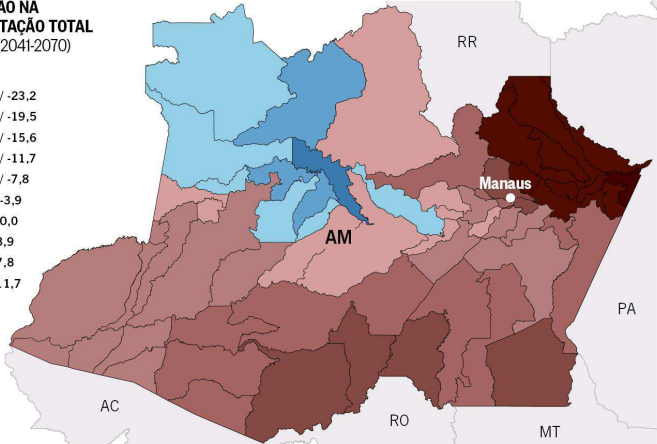 ÃO NA
TAÇÃO TOTAL
(2041-2070)
/ -23,2
/ -19,5
/ -15,6
/ -11,7
/ -7,8
-3,9
0,0
3,9
7,8
11,7
RR
Manaus
AM
PA
AC
RO
MT